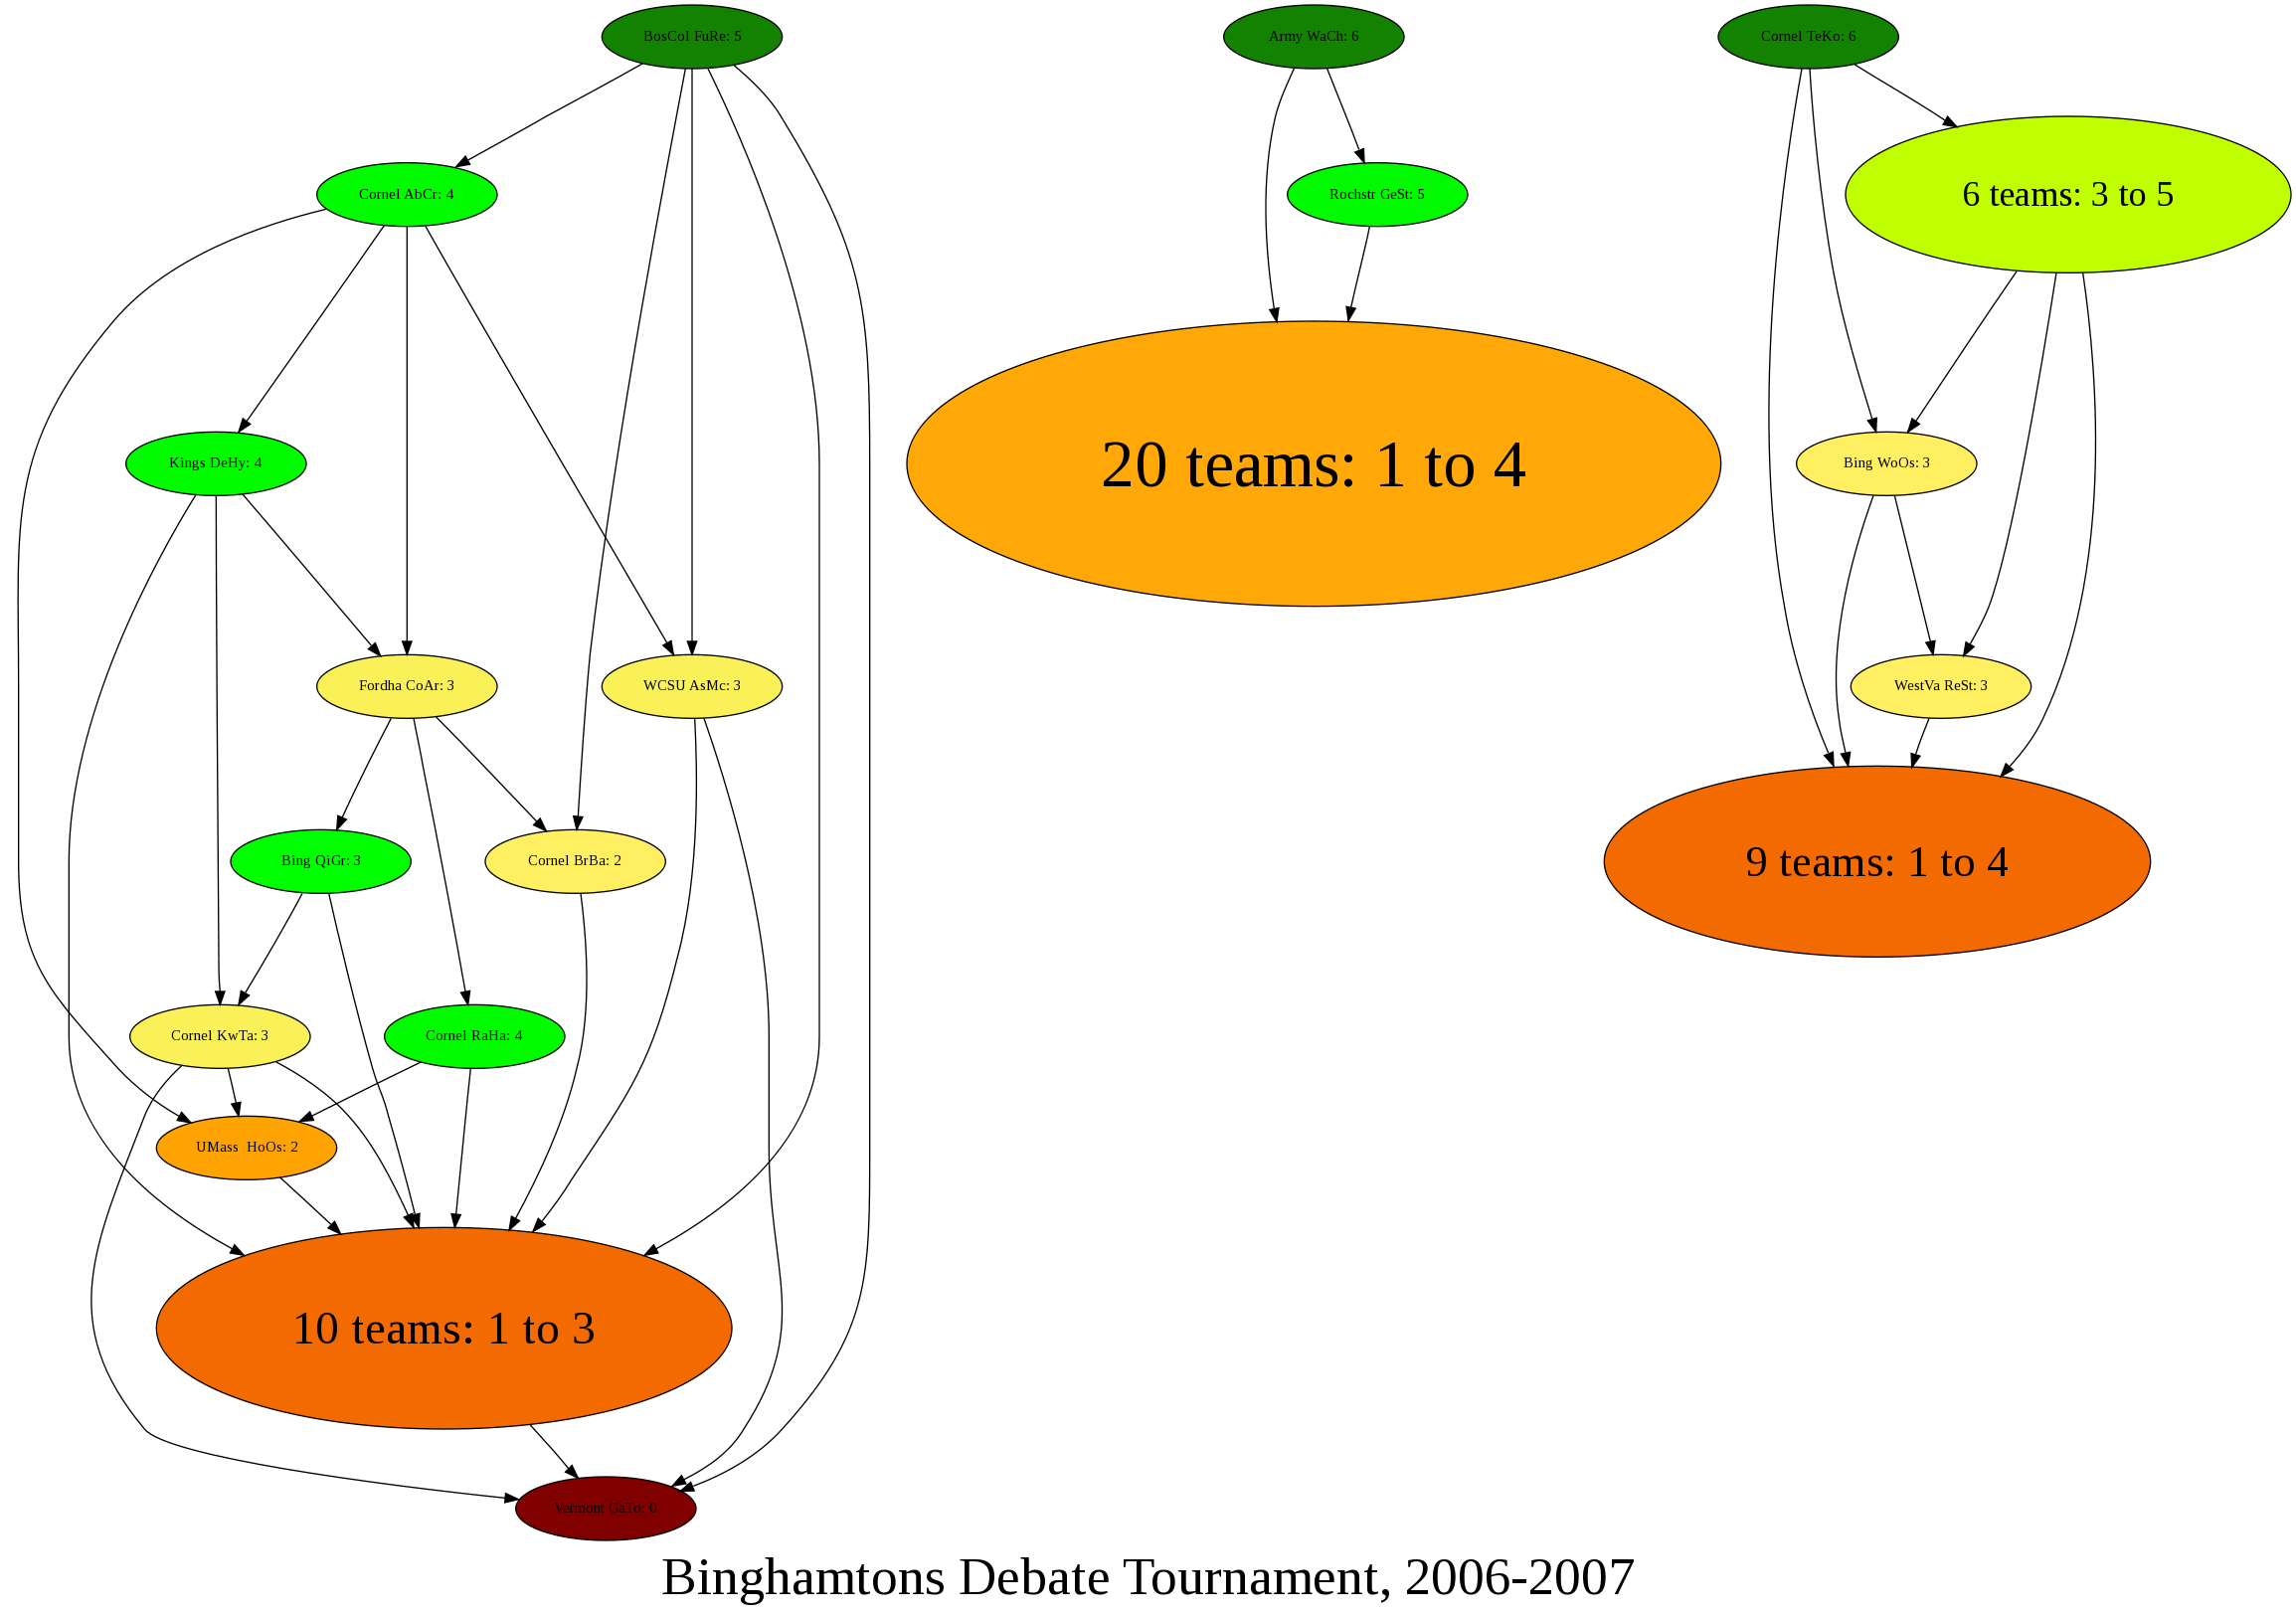 BosCol FuRe: 5
Army WaCh: 6
Cornel TeKo: 6
Cornel AbCr: 4
Rochstr GeSt: 5
6 teams: 3 to 5
Kings DeHy: 4
20 teams: 1 to 4
Bing WoOs: 3
Fordha CoAr: 3
WCSU AsMc: 3
WestVa ReSt: 3
Bing QiGr: 3
Cornel BrBa: 2
9 teams: 1 to 4
Cornel KwTa: 3
Cornel RaHa: 4
UMass  HoOs: 2
10 teams: 1 to 3
Vermont GaTo: 0
Binghamtons Debate Tournament, 2006-2007